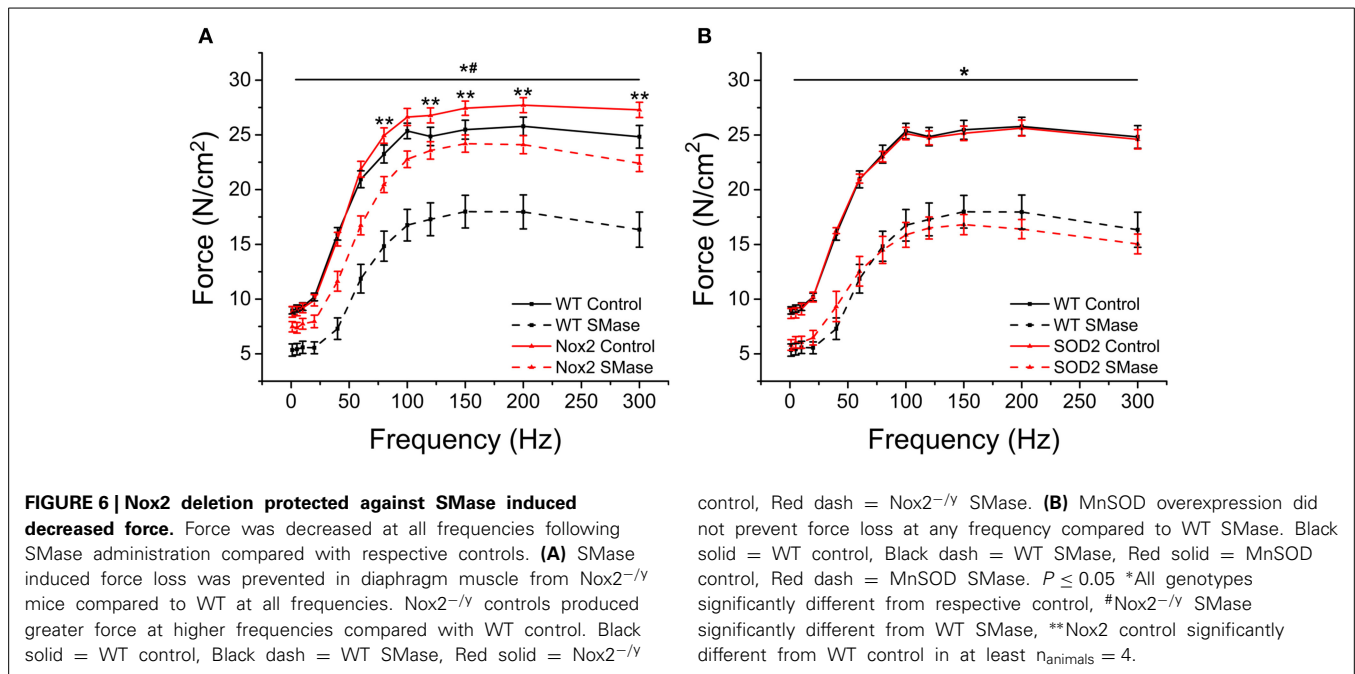 A
*#
**
**
**
**
**
30
25
20
15
10
5
Force (N/cm²)
WT Control
WT SMase
Nox2 Control
Nox2 SMase
0 50 100 150 200 250 300
Frequency (Hz)
B
*
30
25
20
15
10
5
Force (N/cm²)
WT Control
WT SMase
SOD2 Control
SOD2 SMase
0 50 100 150 200 250 300
Frequency (Hz)
FIGURE 6 | Nox2 deletion protected against SMase induced
decreased force. Force was decreased at all frequencies following
SMase administration compared with respective controls. (A) SMase
induced force loss was prevented in diaphragm muscle from Nox2⁻/ʸ
mice compared to WT at all frequencies. Nox2⁻/ʸ controls produced
greater force at higher frequencies compared with WT control. Black
solid = WT control, Black dash = WT SMase, Red solid = Nox2⁻/ʸ
control, Red dash = Nox2⁻/ʸ SMase. (B) MnSOD overexpression did
not prevent force loss at any frequency compared to WT SMase. Black
solid = WT control, Black dash = WT SMase, Red solid = MnSOD
control, Red dash = MnSOD SMase. P ≤ 0.05 *All genotypes
significantly different from respective control, #Nox2⁻/ʸ SMase
significantly different from WT SMase, **Nox2 control significantly
different from WT control in at least nanimals = 4.